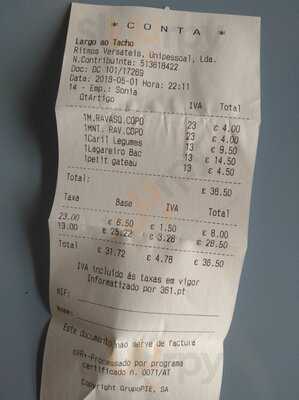 * C O N T A *
Largo ao Tacho
Ritmos Versateis, Unipessoal, Lda.
N.Contribuinte: 513618422
Doc: DC 101/17269
Data: 2018-05-01 Hora: 22:11
14 - Emp.: Sonia
QtArtigo IVA Total
1M.RAVASQ.COPO 23 € 4.00
1MNT. RAV.COPO 23 € 4.00
1Caril Legumes 13 € 9.50
1Lagareiro Bac 13 € 14.50
1petit gateau 13 € 4.50
Total: € 36.50
Taxa Base IVA Total
23.00 € 6.50 € 1.50 € 8.00
13.00 € 25.22 € 3.28 € 28.50
Total € 31.72 € 4.78 € 36.50
IVA incluido às taxas em vigor
Informatizado por 361.pt
NIF:
Nome:
Este documento não serve de factura
-Processado por programa
certificado n. 0071/AT
Copyright GrupoPIE, SA